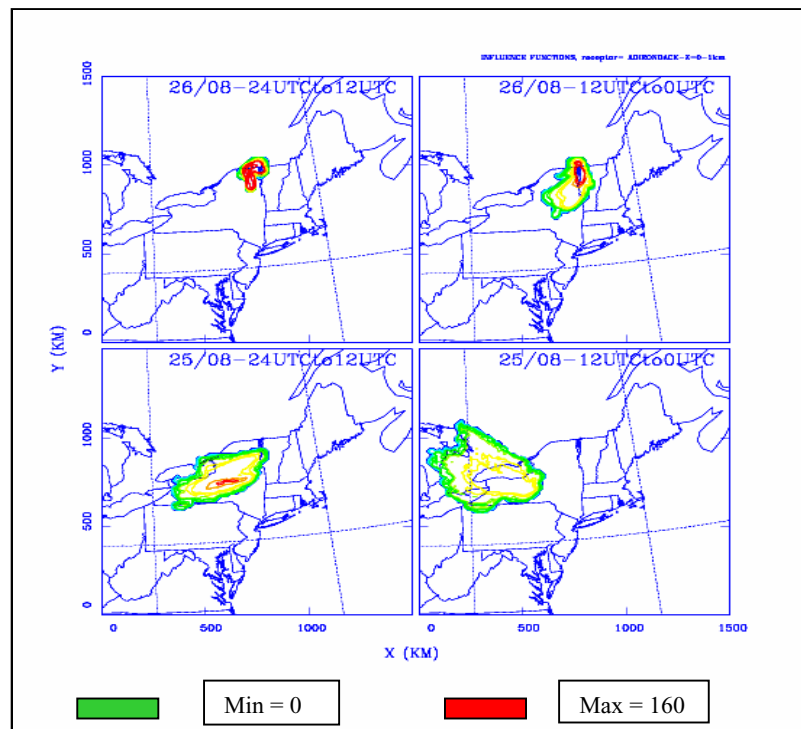 INFLUENCE FUNCTIONS, receptor= ADIRONDACK-Z=0-1km
1500
26/08-24UTCto12UTC
26/08-12UTCto0UTC
1000
500
0
Y (KM)
25/08-24UTCto12UTC
25/08-12UTCto0UTC
1000
500
0
0 500 1000 0 500 1000 1500
X (KM)
Min = 0
Max = 160